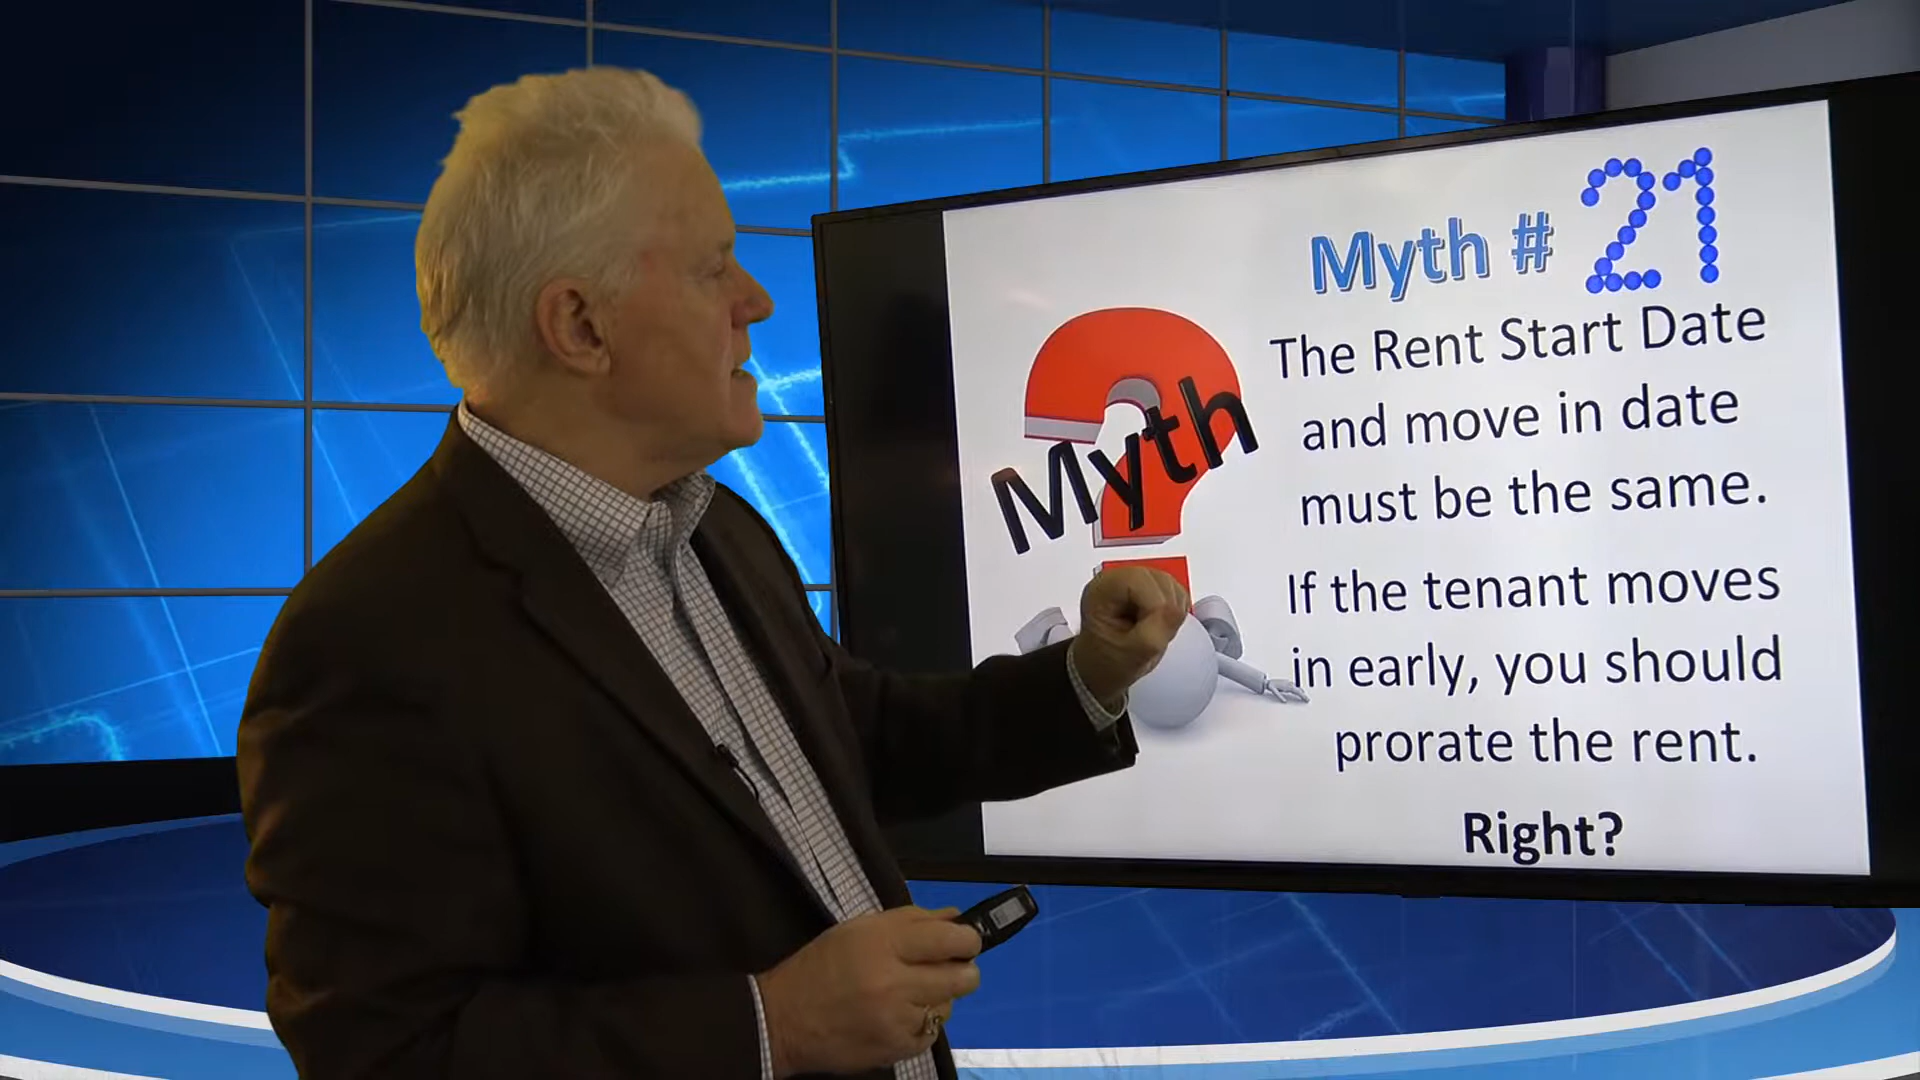 Myth # 21
Myth
The Rent Start Date
and move in date
must be the same.
If the tenant moves
in early, you should
prorate the rent.
Right?